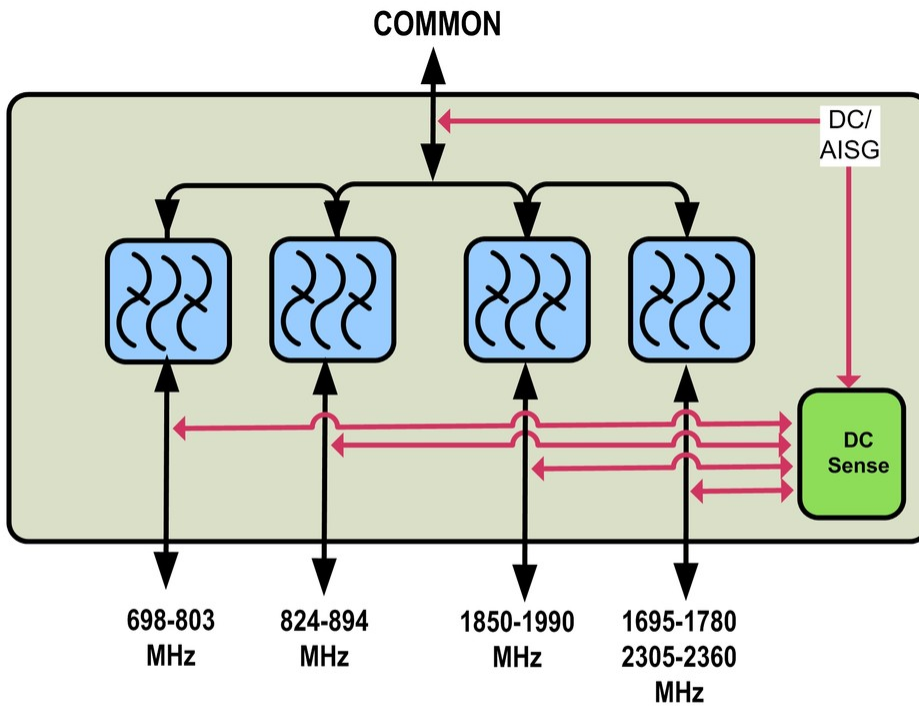 COMMON
DC/
AISG
DC
Sense
698-803
MHz
824-894
MHz
1850-1990
MHz
1695-1780
2305-2360
MHz